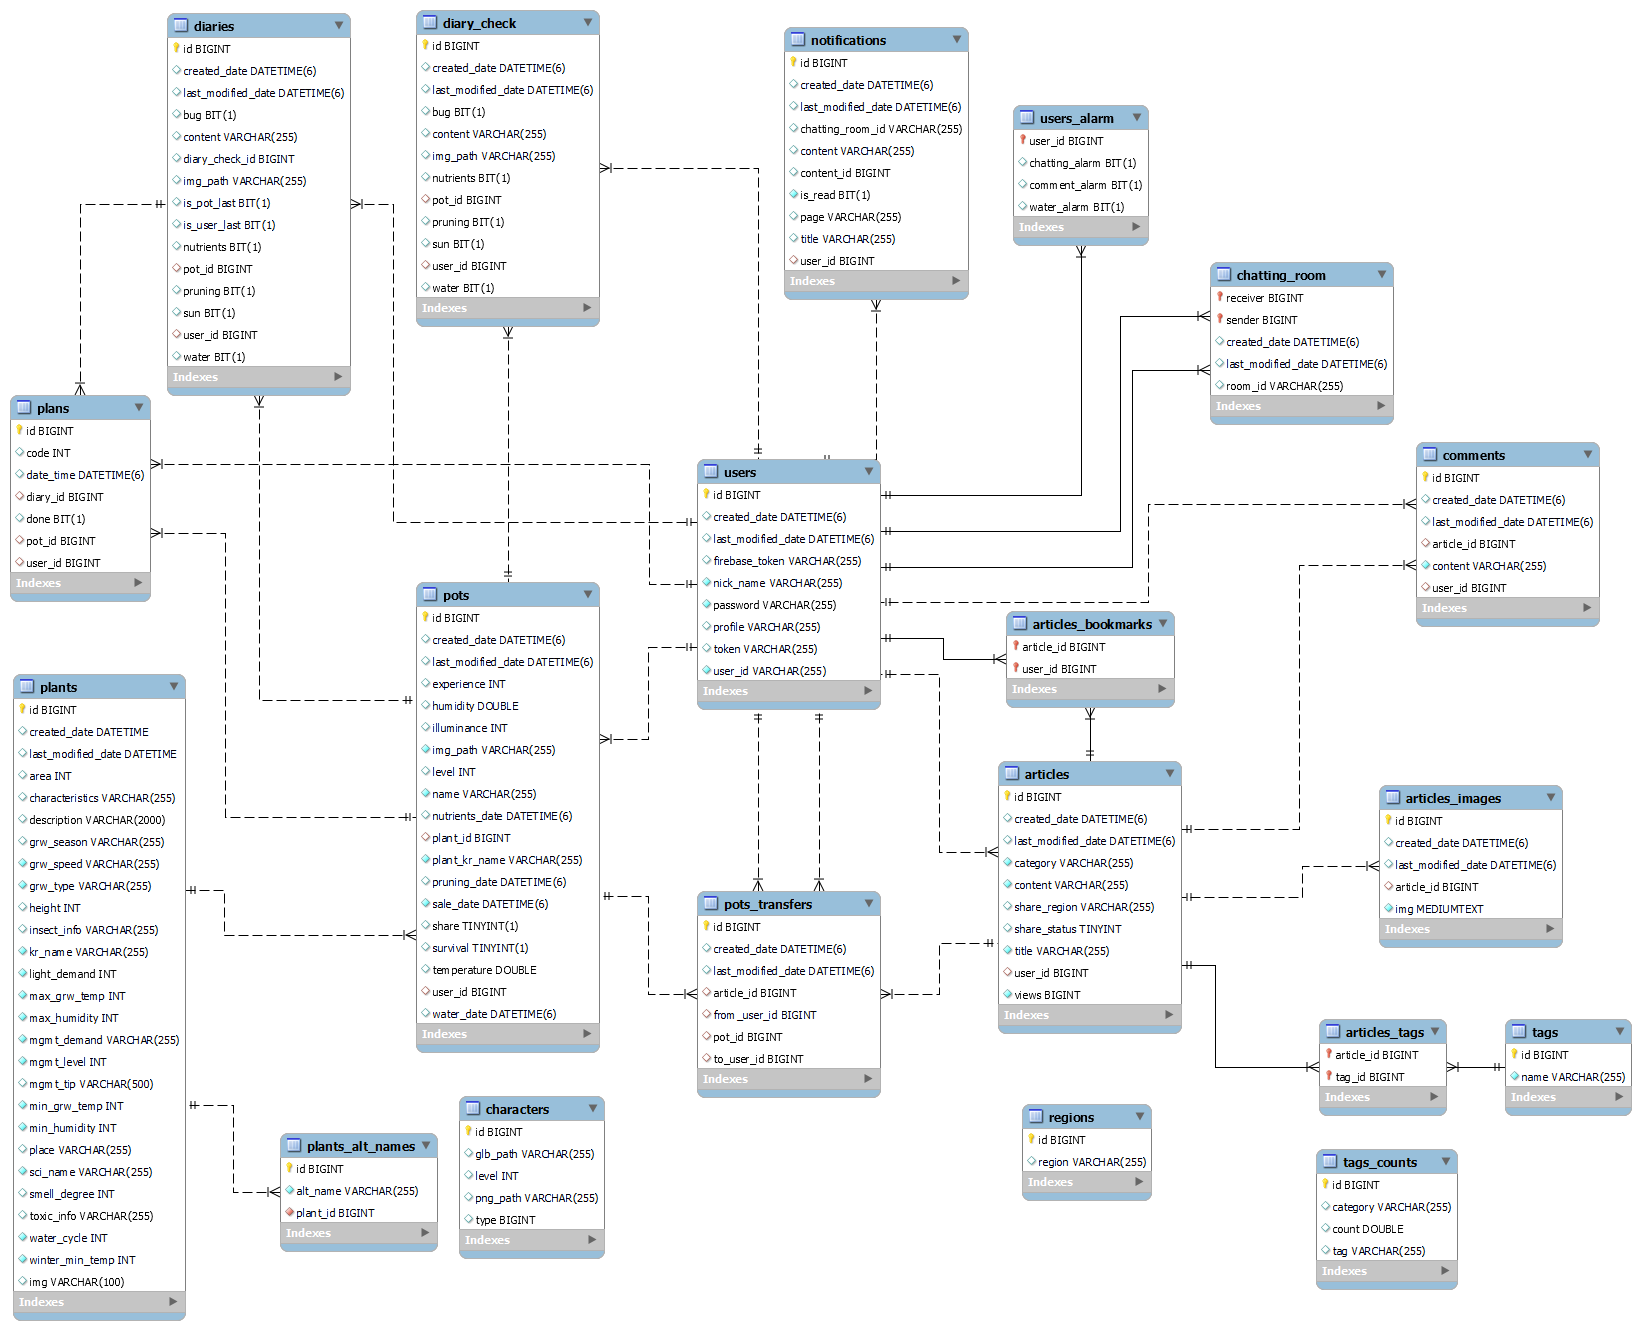 diaries
id BIGINT
created_date DATETIME(6)
last_modified_date DATETIME(6)
bug BIT(1)
content VARCHAR(255)
diary_check_id BIGINT
img_path VARCHAR(255)
is_pot_last BIT(1)
is_user_last BIT(1)
nutrients BIT(1)
pot_id BIGINT
pruning BIT(1)
sun BIT(1)
user_id BIGINT
water BIT(1)
Indexes
diary_check
id BIGINT
created_date DATETIME(6)
last_modified_date DATETIME(6)
bug BIT(1)
content VARCHAR(255)
img_path VARCHAR(255)
nutrients BIT(1)
pot_id BIGINT
pruning BIT(1)
sun BIT(1)
user_id BIGINT
water BIT(1)
Indexes
notifications
id BIGINT
created_date DATETIME(6)
last_modified_date DATETIME(6)
chatting_room_id VARCHAR(255)
content VARCHAR(255)
content_id BIGINT
is_read BIT(1)
page VARCHAR(255)
title VARCHAR(255)
user_id BIGINT
Indexes
users_alarm
user_id BIGINT
chatting_alarm BIT(1)
comment_alarm BIT(1)
water_alarm BIT(1)
Indexes
chatting_room
receiver BIGINT
sender BIGINT
created_date DATETIME(6)
last_modified_date DATETIME(6)
room_id VARCHAR(255)
Indexes
plans
id BIGINT
code INT
date_time DATETIME(6)
diary_id BIGINT
done BIT(1)
pot_id BIGINT
user_id BIGINT
Indexes
users
id BIGINT
created_date DATETIME(6)
last_modified_date DATETIME(6)
firebase_token VARCHAR(255)
nick_name VARCHAR(255)
password VARCHAR(255)
profile VARCHAR(255)
token VARCHAR(255)
user_id VARCHAR(255)
Indexes
comments
id BIGINT
created_date DATETIME(6)
last_modified_date DATETIME(6)
article_id BIGINT
content VARCHAR(255)
user_id BIGINT
Indexes
pots
id BIGINT
created_date DATETIME(6)
last_modified_date DATETIME(6)
experience INT
humidity DOUBLE
illuminance INT
img_path VARCHAR(255)
level INT
name VARCHAR(255)
nutrients_date DATETIME(6)
plant_id BIGINT
plant_kr_name VARCHAR(255)
pruning_date DATETIME(6)
sale_date DATETIME(6)
share TINYINT(1)
survival TINYINT(1)
temperature DOUBLE
user_id BIGINT
water_date DATETIME(6)
Indexes
articles_bookmarks
article_id BIGINT
user_id BIGINT
Indexes
plants
id BIGINT
created_date DATETIME
last_modified_date DATETIME
area INT
characteristics VARCHAR(255)
description VARCHAR(2000)
grw_season VARCHAR(255)
grw_speed VARCHAR(255)
grw_type VARCHAR(255)
height INT
insect_info VARCHAR(255)
kr_name VARCHAR(255)
light_demand INT
max_grw_temp INT
max_humidity INT
mgmt_demand VARCHAR(255)
mgmt_level INT
mgmt_tip VARCHAR(500)
min_grw_temp INT
min_humidity INT
place VARCHAR(255)
sci_name VARCHAR(255)
smell_degree INT
toxic_info VARCHAR(255)
water_cycle INT
winter_min_temp INT
img VARCHAR(100)
Indexes
articles
id BIGINT
created_date DATETIME(6)
last_modified_date DATETIME(6)
category VARCHAR(255)
content VARCHAR(255)
share_region VARCHAR(255)
share_status TINYINT
title VARCHAR(255)
user_id BIGINT
views BIGINT
Indexes
articles_images
id BIGINT
created_date DATETIME(6)
last_modified_date DATETIME(6)
article_id BIGINT
img MEDIUMTEXT
Indexes
pots_transfers
id BIGINT
created_date DATETIME(6)
last_modified_date DATETIME(6)
article_id BIGINT
from_user_id BIGINT
pot_id BIGINT
to_user_id BIGINT
Indexes
articles_tags
article_id BIGINT
tag_id BIGINT
Indexes
tags
id BIGINT
name VARCHAR(255)
Indexes
plants_alt_names
id BIGINT
alt_name VARCHAR(255)
plant_id BIGINT
Indexes
characters
id BIGINT
glb_path VARCHAR(255)
level INT
png_path VARCHAR(255)
type BIGINT
Indexes
regions
id BIGINT
region VARCHAR(255)
Indexes
tags_counts
id BIGINT
category VARCHAR(255)
count DOUBLE
tag VARCHAR(255)
Indexes